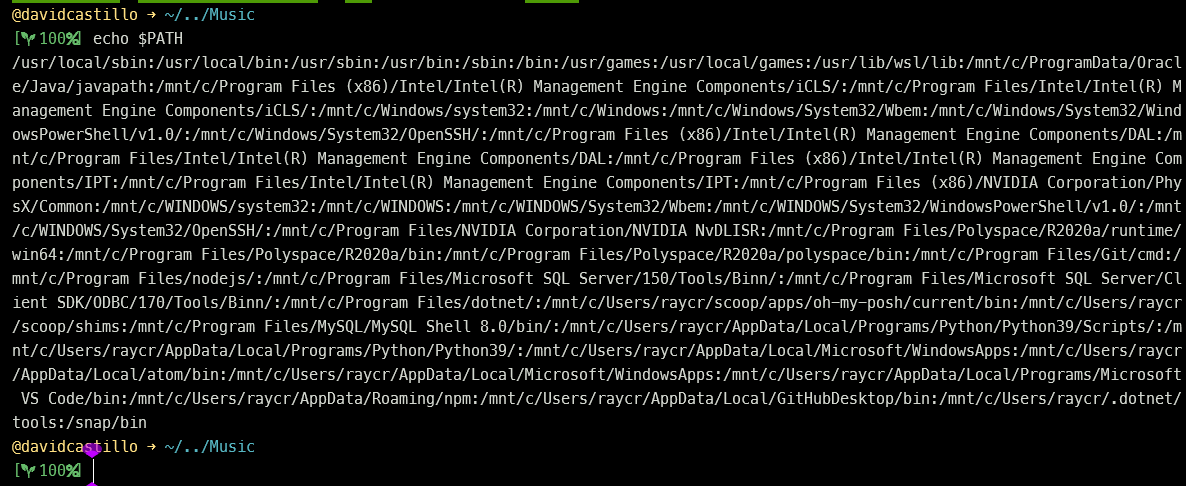 @davidcastillo → ~/../Music
[🌱100%] echo $PATH
/usr/local/sbin:/usr/local/bin:/usr/sbin:/usr/bin:/sbin:/bin:/usr/games:/usr/local/games:/usr/lib/wsl/lib:/mnt/c/ProgramData/Oracl
e/Java/javapath:/mnt/c/Program Files (x86)/Intel/Intel(R) Management Engine Components/iCLS/:/mnt/c/Program Files/Intel/Intel(R) M
anagement Engine Components/iCLS/:/mnt/c/Windows/system32:/mnt/c/Windows:/mnt/c/Windows/System32/Wbem:/mnt/c/Windows/System32/Wind
owsPowerShell/v1.0/:/mnt/c/Windows/System32/OpenSSH/:/mnt/c/Program Files (x86)/Intel/Intel(R) Management Engine Components/DAL:/m
nt/c/Program Files/Intel/Intel(R) Management Engine Components/DAL:/mnt/c/Program Files (x86)/Intel/Intel(R) Management Engine Com
ponents/IPT:/mnt/c/Program Files/Intel/Intel(R) Management Engine Components/IPT:/mnt/c/Program Files (x86)/NVIDIA Corporation/Phy
sX/Common:/mnt/c/WINDOWS/system32:/mnt/c/WINDOWS:/mnt/c/WINDOWS/System32/Wbem:/mnt/c/WINDOWS/System32/WindowsPowerShell/v1.0/:/mnt
/c/WINDOWS/System32/OpenSSH/:/mnt/c/Program Files/NVIDIA Corporation/NVIDIA NvDLISR:/mnt/c/Program Files/Polyspace/R2020a/runtime/
win64:/mnt/c/Program Files/Polyspace/R2020a/bin:/mnt/c/Program Files/Polyspace/R2020a/polyspace/bin:/mnt/c/Program Files/Git/cmd:/
mnt/c/Program Files/nodejs/:/mnt/c/Program Files/Microsoft SQL Server/150/Tools/Binn/:/mnt/c/Program Files/Microsoft SQL Server/Cl
ient SDK/ODBC/170/Tools/Binn/:/mnt/c/Program Files/dotnet/:/mnt/c/Users/raycr/scoop/apps/oh-my-posh/current/bin:/mnt/c/Users/raycr
/scoop/shims:/mnt/c/Program Files/MySQL/MySQL Shell 8.0/bin/:/mnt/c/Users/raycr/AppData/Local/Programs/Python/Python39/Scripts/:/m
nt/c/Users/raycr/AppData/Local/Programs/Python/Python39/:/mnt/c/Users/raycr/AppData/Local/Microsoft/WindowsApps:/mnt/c/Users/raycr
/AppData/Local/atom/bin:/mnt/c/Users/raycr/AppData/Local/Microsoft/WindowsApps:/mnt/c/Users/raycr/AppData/Local/Programs/Microsoft
 VS Code/bin:/mnt/c/Users/raycr/AppData/Roaming/npm:/mnt/c/Users/raycr/AppData/Local/GitHubDesktop/bin:/mnt/c/Users/raycr/.dotnet/
tools:/snap/bin
@davidcastillo → ~/../Music
[🌱100%]